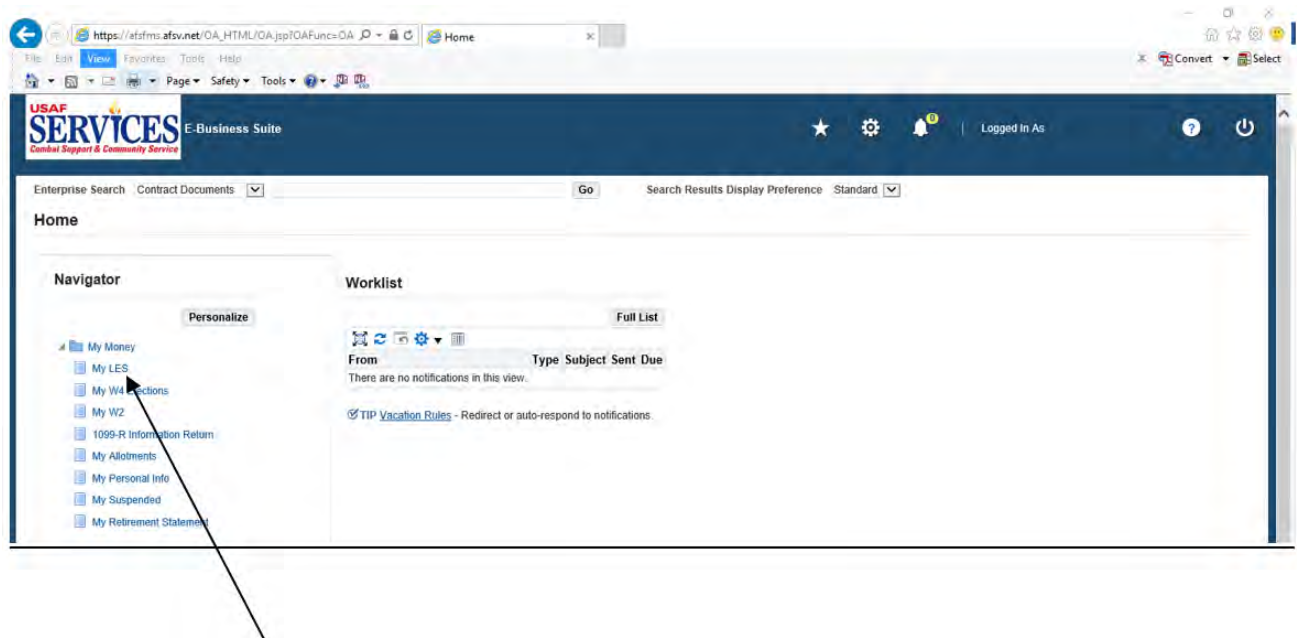 https://afsfms.afsv.net/OA_HTML/OA.jsp?OAFunc=OA
Home
File Edit View Favorites Tools Help
Convert Select
Page Safety Tools
USAF
SERVICES
Combat Support & Community Service
E-Business Suite
0
Logged In As
Enterprise Search Contract Documents Go Search Results Display Preference Standard
Home
Navigator
Personalize
My Money
My LES
My W4 Elections
My W2
1099-R Information Return
My Allotments
My Personal Info
My Suspended
My Retirement Statement
Worklist
Full List
From Type Subject Sent Due
There are no notifications in this view.
TIP Vacation Rules - Redirect or auto-respond to notifications.